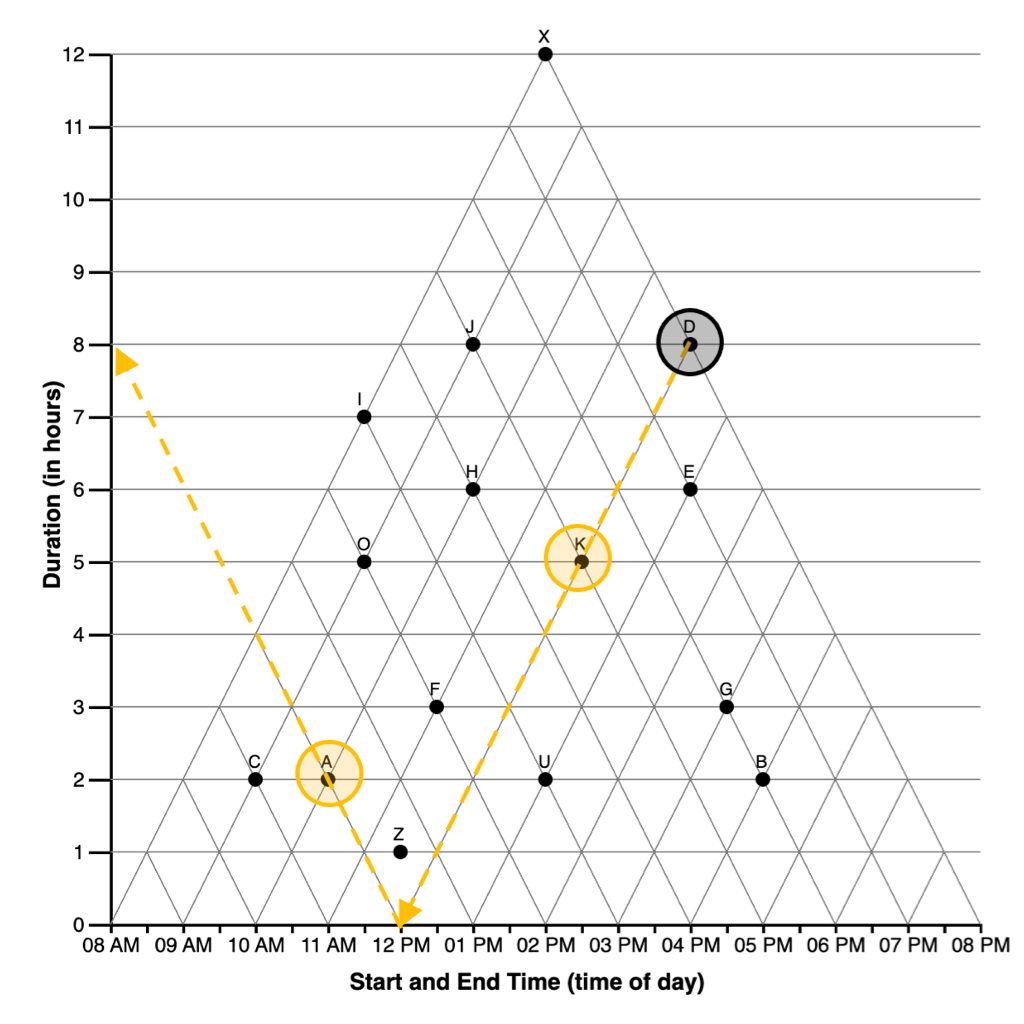 X
12
11
10
9
J
D
8
I
7
H
E
6
O
K
5
4
F
G
3
C
A
U
B
2
Z
1
0
08 AM 09 AM 10 AM 11 AM 12 PM 01 PM 02 PM 03 PM 04 PM 05 PM 06 PM 07 PM 08 PM
Start and End Time (time of day)
Duration (in hours)